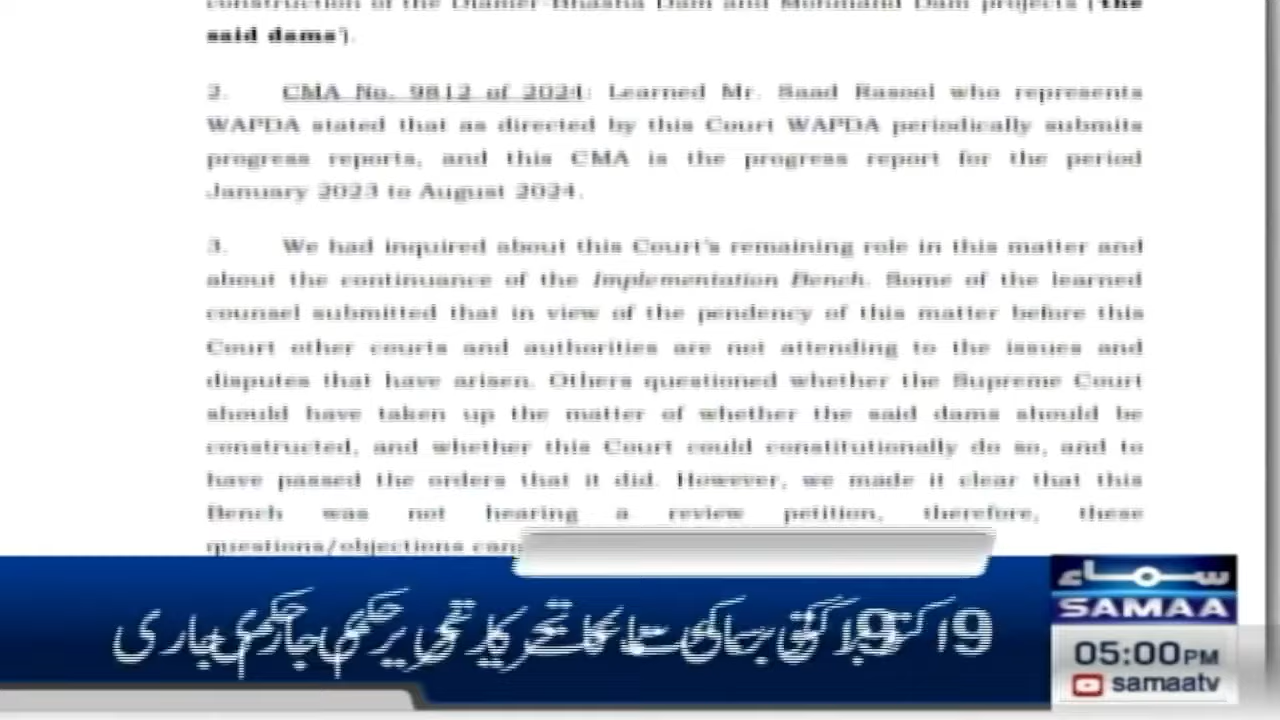 construction of the Diamer-Bhasha Dam and Mohmand Dam projects ('the
said dams').
2. CMA No. 9812 of 2024: Learned Mr. Saad Rasool who represents
WAPDA stated that as directed by this Court WAPDA periodically submits
progress reports, and this CMA is the progress report for the period
January 2023 to August 2024.
3. We had inquired about this Court's remaining role in this matter and
about the continuance of the Implementation Bench. Some of the learned
counsel submitted that in view of the pendency of this matter before this
Court other courts and authorities are not attending to the issues and
disputes that have arisen. Others questioned whether the Supreme Court
should have taken up the matter of whether the said dams should be
constructed, and whether this Court could constitutionally do so, and to
have passed the orders that it did. However, we made it clear that this
Bench was not hearing a review petition, therefore, these
questions/objections
جاری
سماء
SAMAA
05:00PM
samaatv